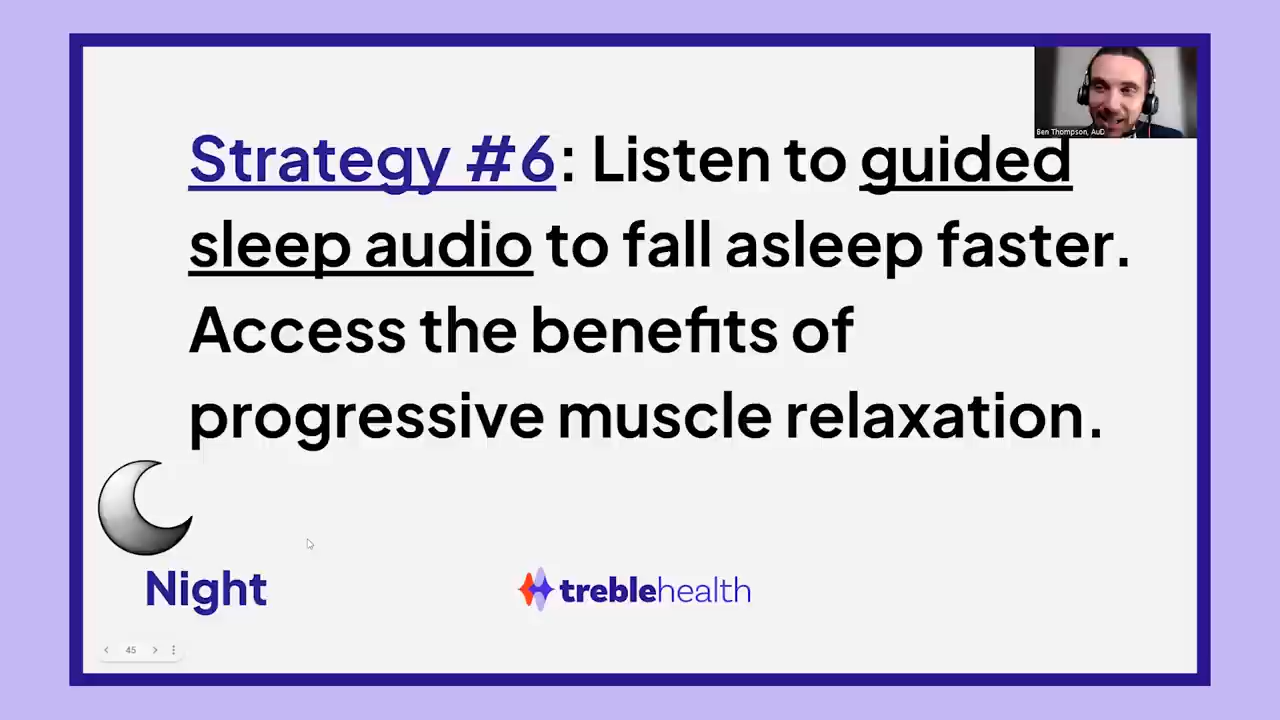 Ben Thompson, AuD
Strategy #6: Listen to guided
sleep audio to fall asleep faster.
Access the benefits of
progressive muscle relaxation.
Night
treblehealth
45